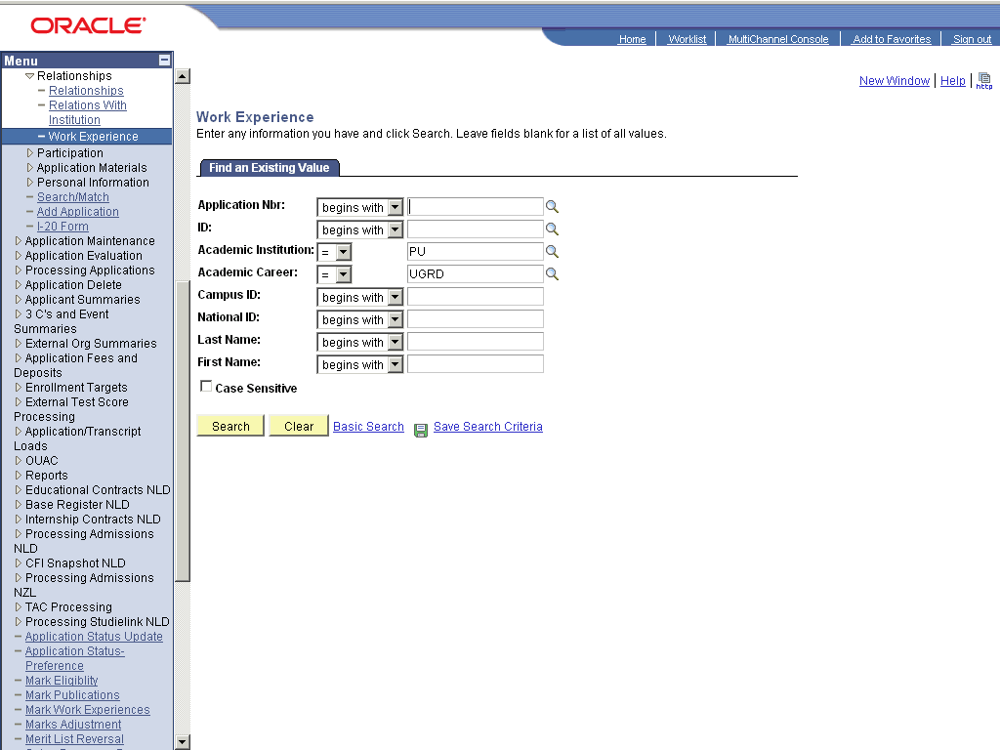 ORACLE®
Home
Worklist
MultiChannel Console
Add to Favorites
Sign out
Menu
Relationships
Relationships
Relations With
Institution
Work Experience
Participation
Application Materials
Personal Information
Search/Match
Add Application
I-20 Form
Application Maintenance
Application Evaluation
Processing Applications
Application Delete
Applicant Summaries
3 C's and Event
Summaries
External Org Summaries
Application Fees and
Deposits
Enrollment Targets
External Test Score
Processing
Application/Transcript
Loads
OUAC
Reports
Educational Contracts NLD
Base Register NLD
Internship Contracts NLD
Processing Admissions
NLD
CFI Snapshot NLD
Processing Admissions
NZL
TAC Processing
Processing Studielink NLD
Application Status Update
Application Status-
Preference
Mark Eligiblity
Mark Publications
Mark Work Experiences
Marks Adjustment
Merit List Reversal
New Window
Help
http
Work Experience
Enter any information you have and click Search. Leave fields blank for a list of all values.
Find an Existing Value
Application Nbr: begins with
ID: begins with
Academic Institution: = PU
Academic Career: = UGRD
Campus ID: begins with
National ID: begins with
Last Name: begins with
First Name: begins with
Case Sensitive
Search Clear Basic Search Save Search Criteria